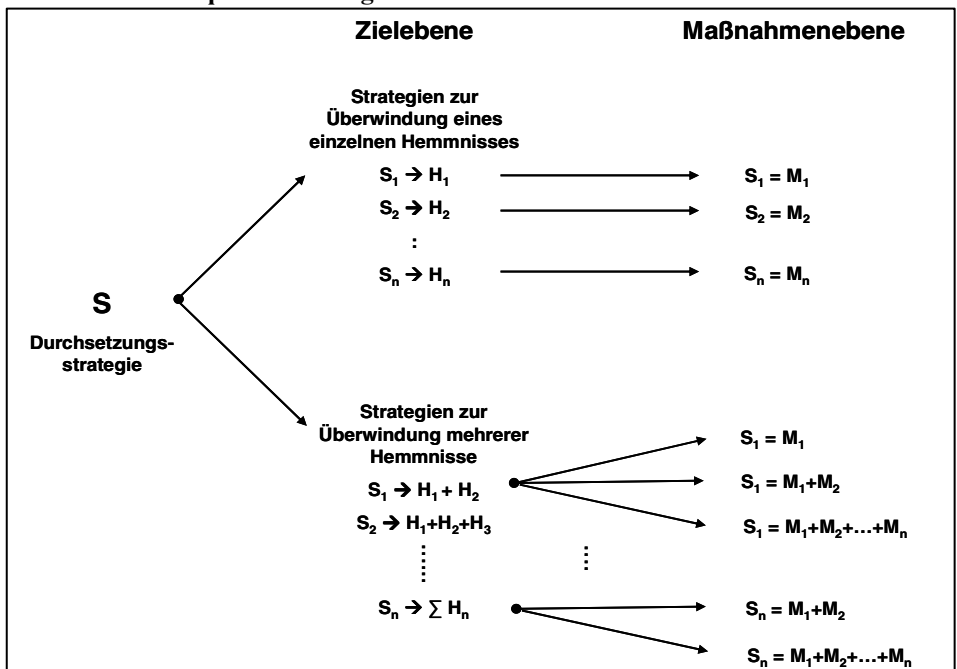 Zielebene Maßnahmenebene
Strategien zur
Überwindung eines
einzelnen Hemmnisses
S₁ → H₁ S₁ = M₁
S₂ → H₂ S₂ = M₂
:
Sₙ → Hₙ Sₙ = Mₙ
S
Durchsetzungs-
strategie
Strategien zur
Überwindung mehrerer
Hemmnisse
S₁ = M₁
S₁ → H₁ + H₂ S₁ = M₁+M₂
S₂ → H₁+H₂+H₃ S₁ = M₁+M₂+...+Mₙ
Sₙ → ∑ Hₙ Sₙ = M₁+M₂
Sₙ = M₁+M₂+...+Mₙ